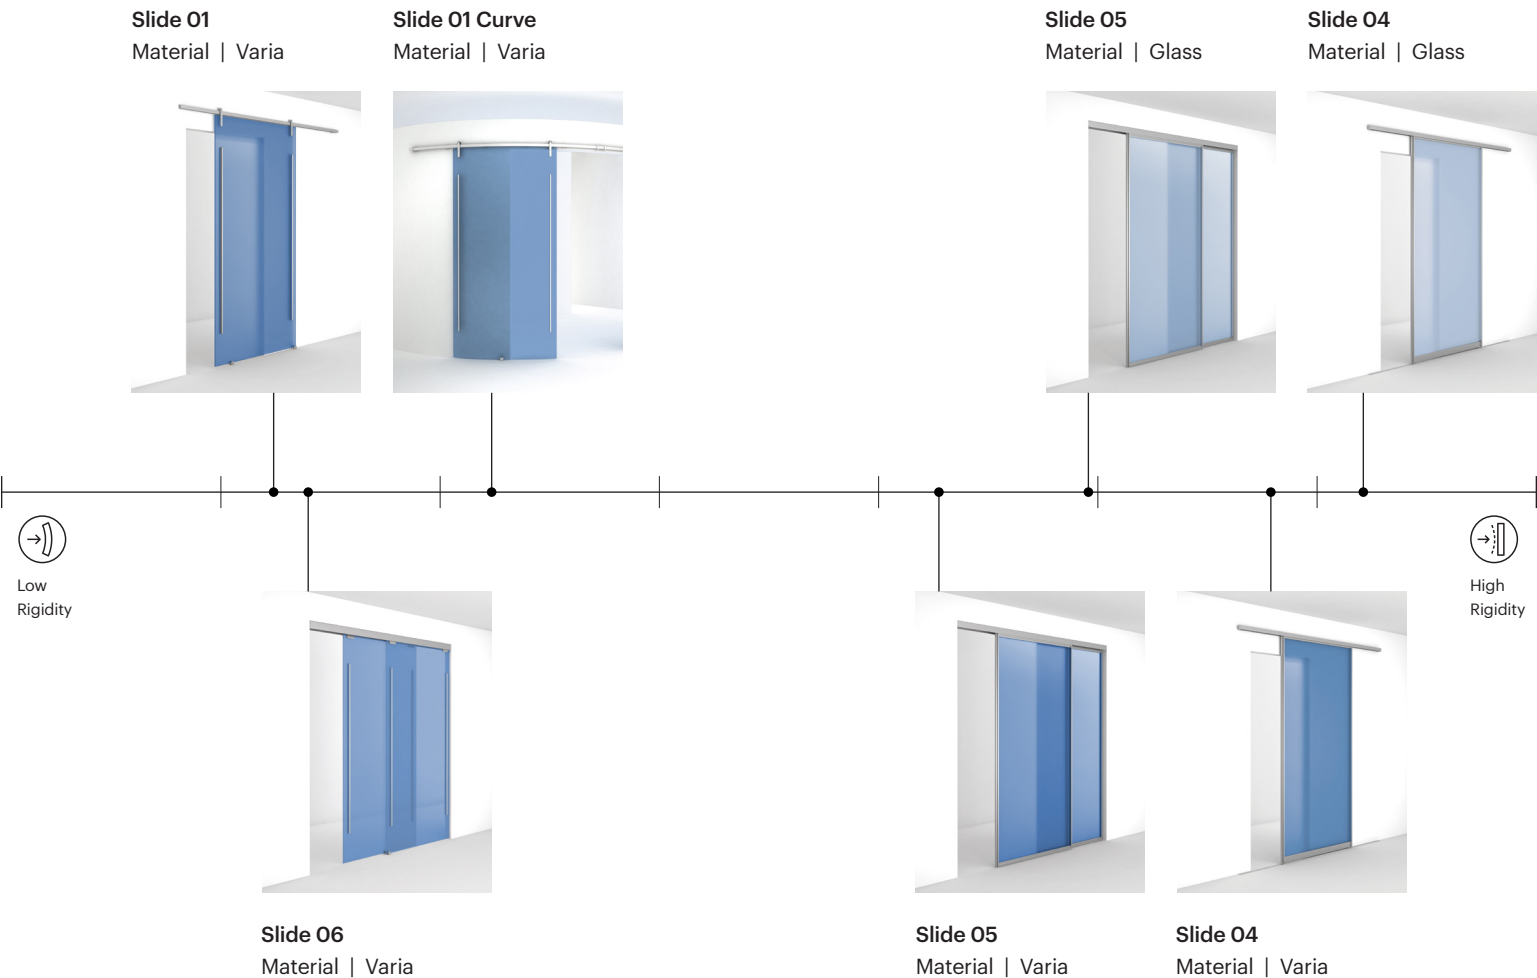 Slide 01
Material | Varia
Slide 01 Curve
Material | Varia
Slide 05
Material | Glass
Slide 04
Material | Glass
Low
Rigidity
High
Rigidity
Slide 06
Material | Varia
Slide 05
Material | Varia
Slide 04
Material | Varia